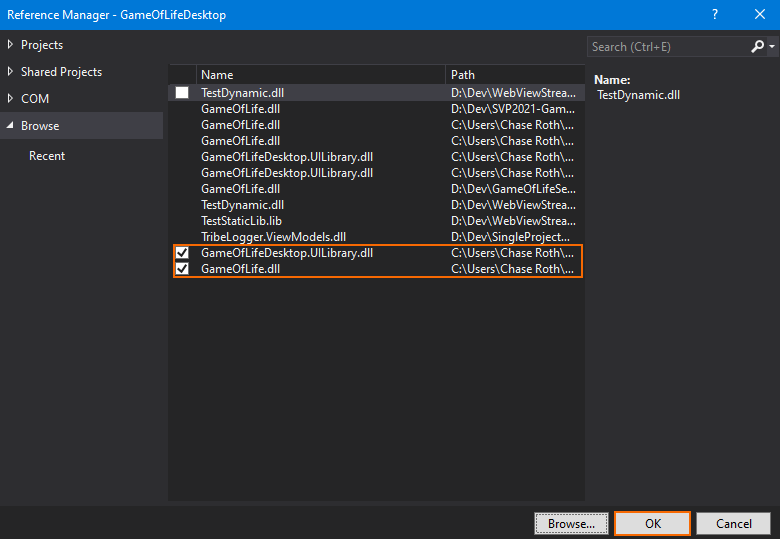 Reference Manager - GameOfLifeDesktop ?
Projects
Shared Projects
COM
Browse
Recent
Name Path
TestDynamic.dll D:\Dev\WebViewStrea...
GameOfLife.dll D:\Dev\SVP2021-Gam...
GameOfLife.dll C:\Users\Chase Roth\...
GameOfLife.dll C:\Users\Chase Roth\...
GameOfLifeDesktop.UILibrary.dll C:\Users\Chase Roth\...
GameOfLifeDesktop.UILibrary.dll C:\Users\Chase Roth\...
GameOfLife.dll D:\Dev\GameOfLifeSe...
TestDynamic.dll D:\Dev\WebViewStrea...
TestStaticLib.lib D:\Dev\WebViewStrea...
TribeLogger.ViewModels.dll D:\Dev\SingleProject...
GameOfLifeDesktop.UILibrary.dll C:\Users\Chase Roth\...
GameOfLife.dll C:\Users\Chase Roth\...
Search (Ctrl+E)
Name:
TestDynamic.dll
Browse... OK Cancel